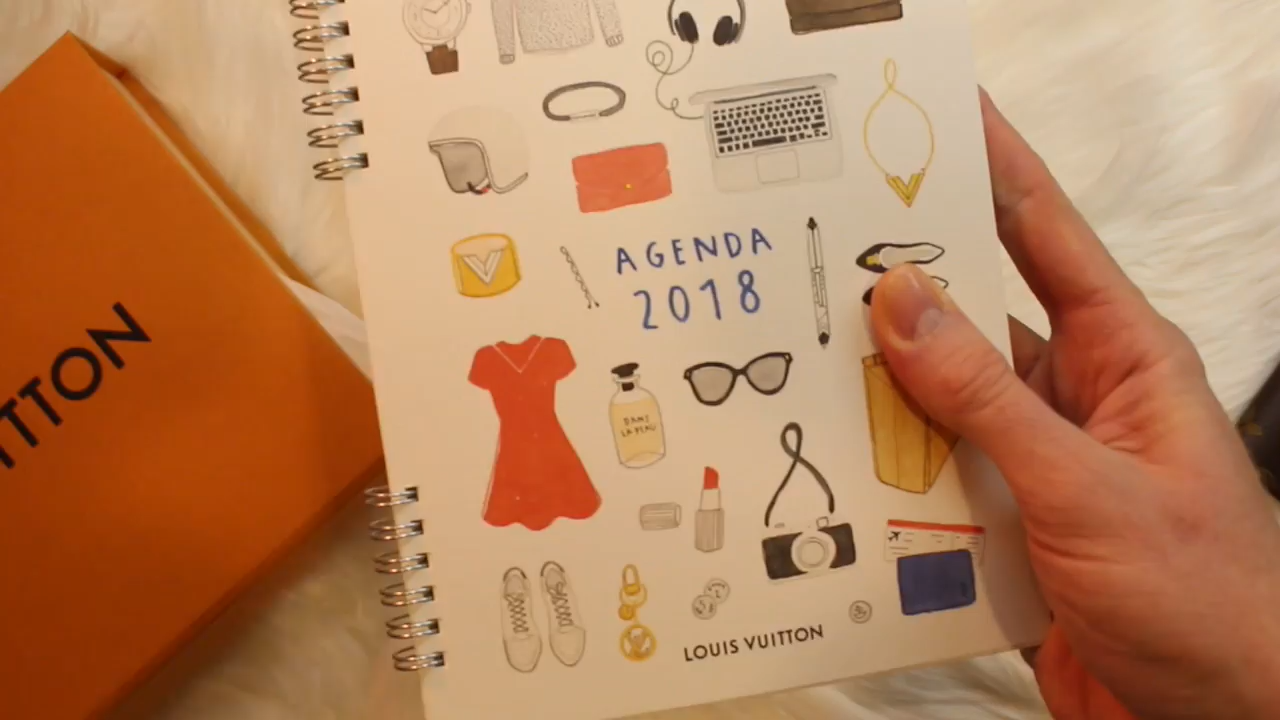 AGENDA
2018
DANS
LA PEAU
LOUIS VUITTON
TTON